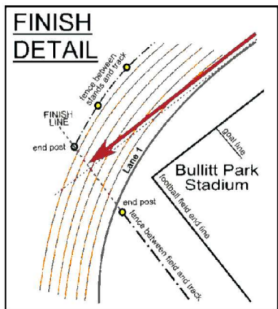 FINISH
DETAIL
fence between
stands and track
FINISH
LINE
end post
Lane 1
goal line
Bullitt Park
Stadium
football field and line
end post
fence between field and track